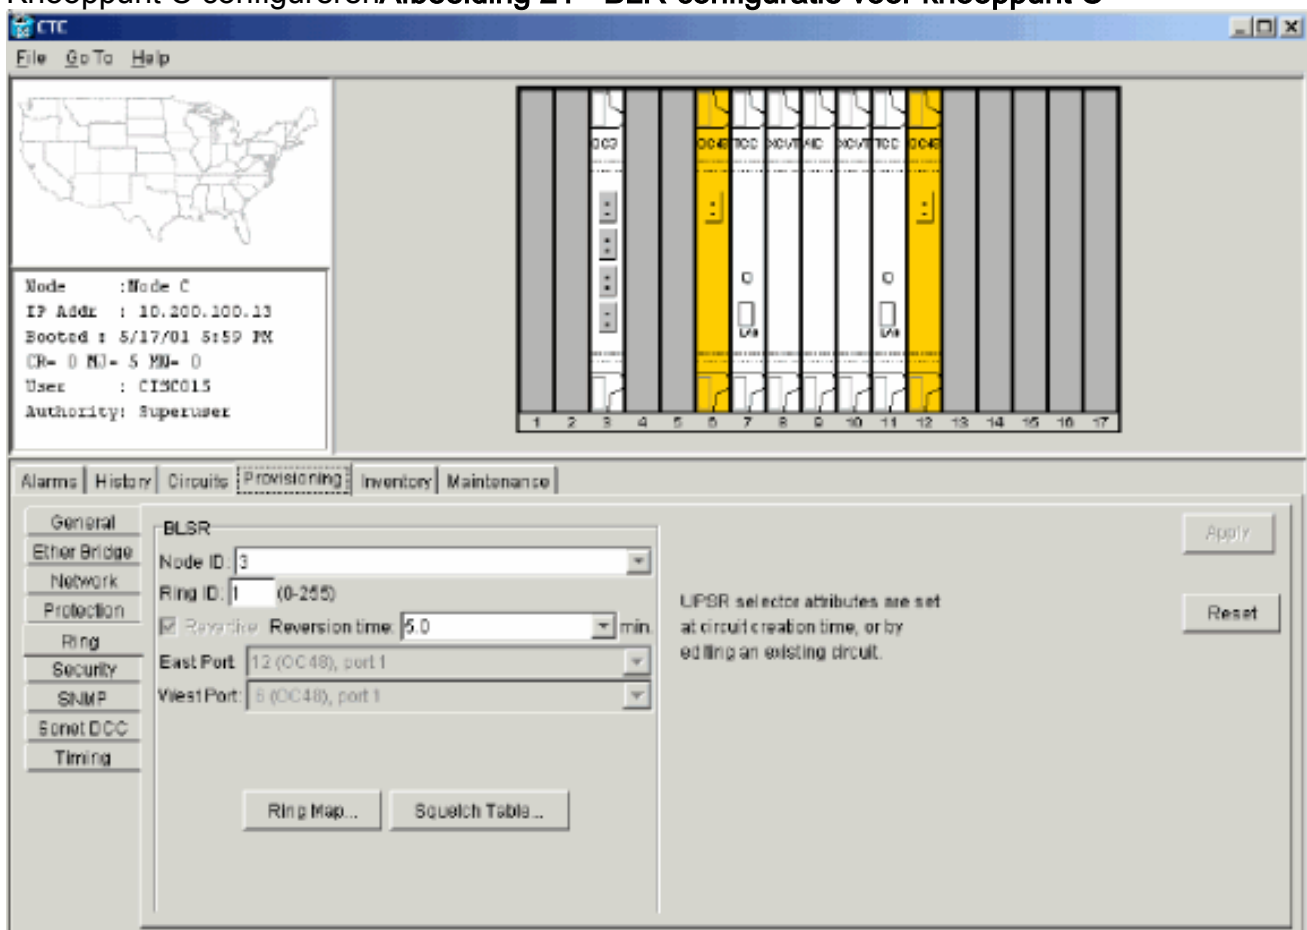 Knooppunt C configureren Afbeelding 21 - BLSR-configuratie voor knooppunt C
CTC
File Go To Help
OC3 OC48 TCC XC/VT AIC XC/VT TCC OC48
LAN LAN
1 2 3 4 5 6 7 8 9 10 11 12 13 14 15 16 17
Node :Node C
IP Addr : 10.200.100.13
Booted : 5/17/01 5:59 PM
CR= 0 MJ= 5 MN= 0
User : CISCO15
Authority: Superuser
Alarms History Circuits Provisioning Inventory Maintenance
General
Ether Bridge
Network
Protection
Ring
Security
SNMP
Sonet DCC
Timing
BLSR
Node ID: 3
Ring ID: 1 (0-255)
Revertive Reversion time: 5.0 min.
East Port: 12 (OC48), port 1
West Port: 6 (OC48), port 1
Ring Map... Squelch Table...
UPSR selector attributes are set
at circuit creation time, or by
editing an existing circuit.
Apply
Reset